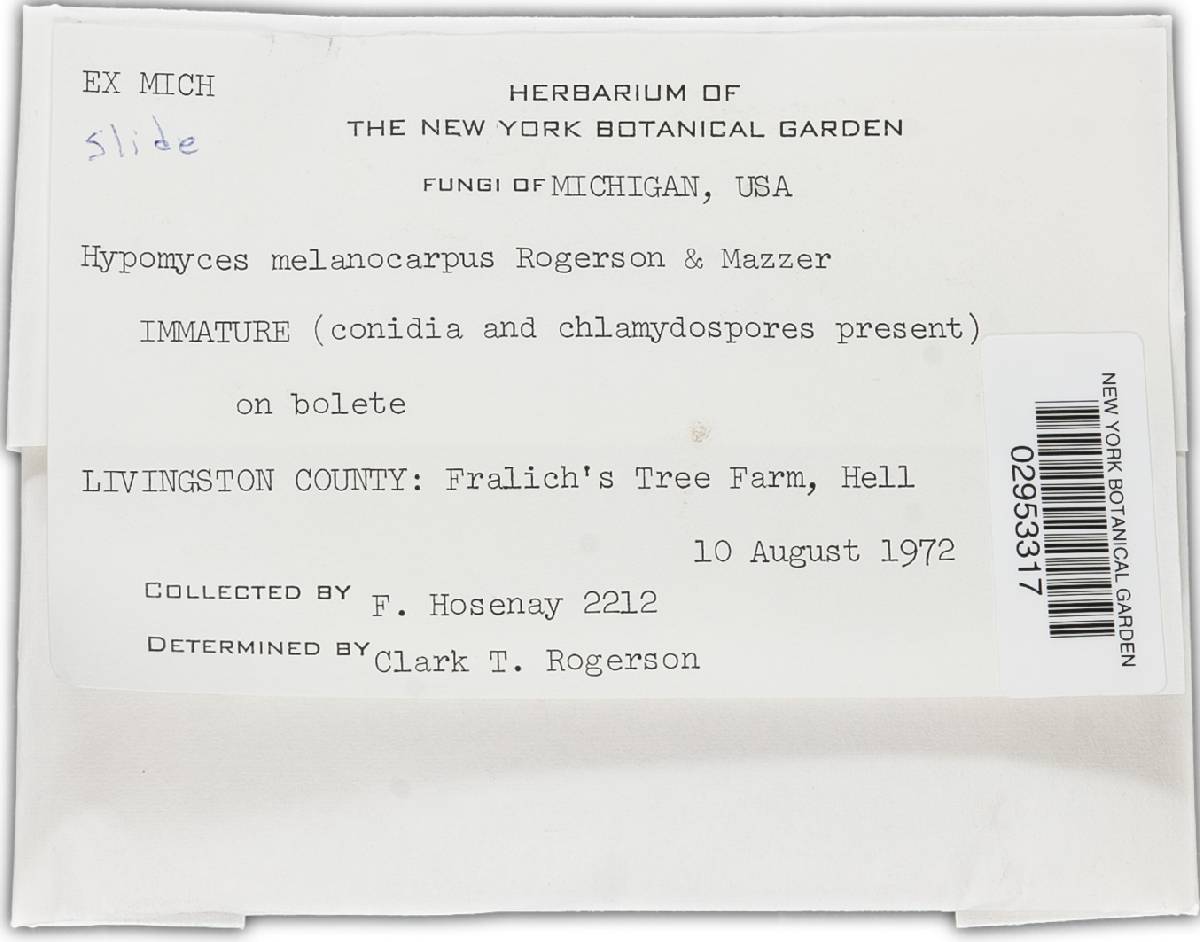 EX MICH
slide
HERBARIUM OF
THE NEW YORK BOTANICAL GARDEN
FUNGI OF MICHIGAN, USA
Hypomyces melanocarpus Rogerson & Mazzer
IMMATURE (conidia and chlamydospores present)
on bolete
LIVINGSTON COUNTY: Fralich's Tree Farm, Hell
10 August 1972
COLLECTED BY F. Hosenay 2212
DETERMINED BY Clark T. Rogerson
NEW YORK BOTANICAL GARDEN
02953317